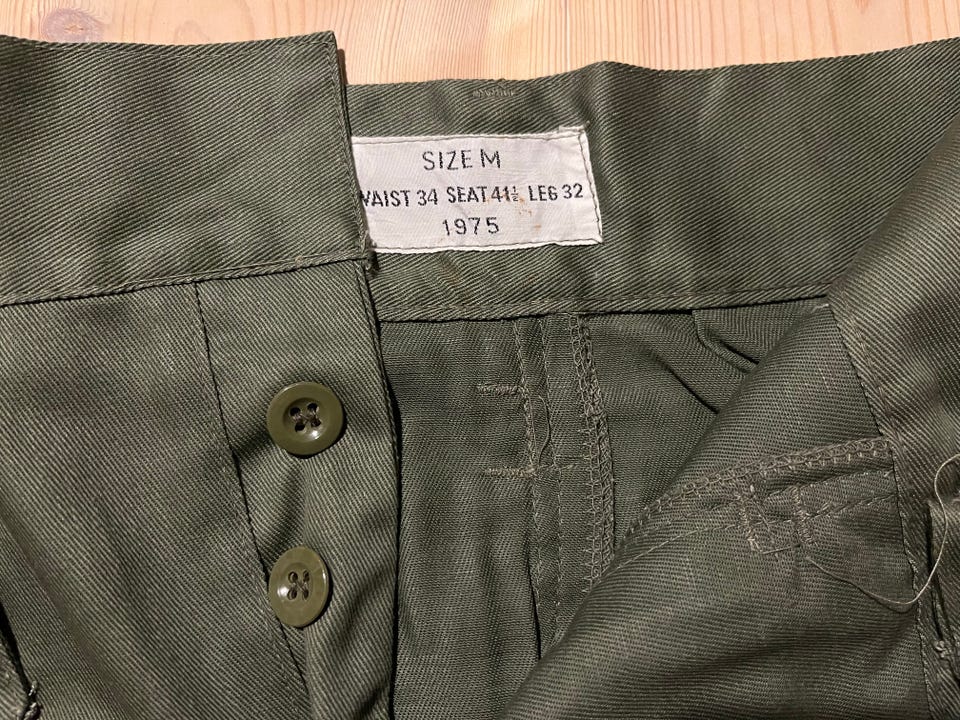 SIZE M
WAIST 34 SEAT 41½ LEG 32
1975